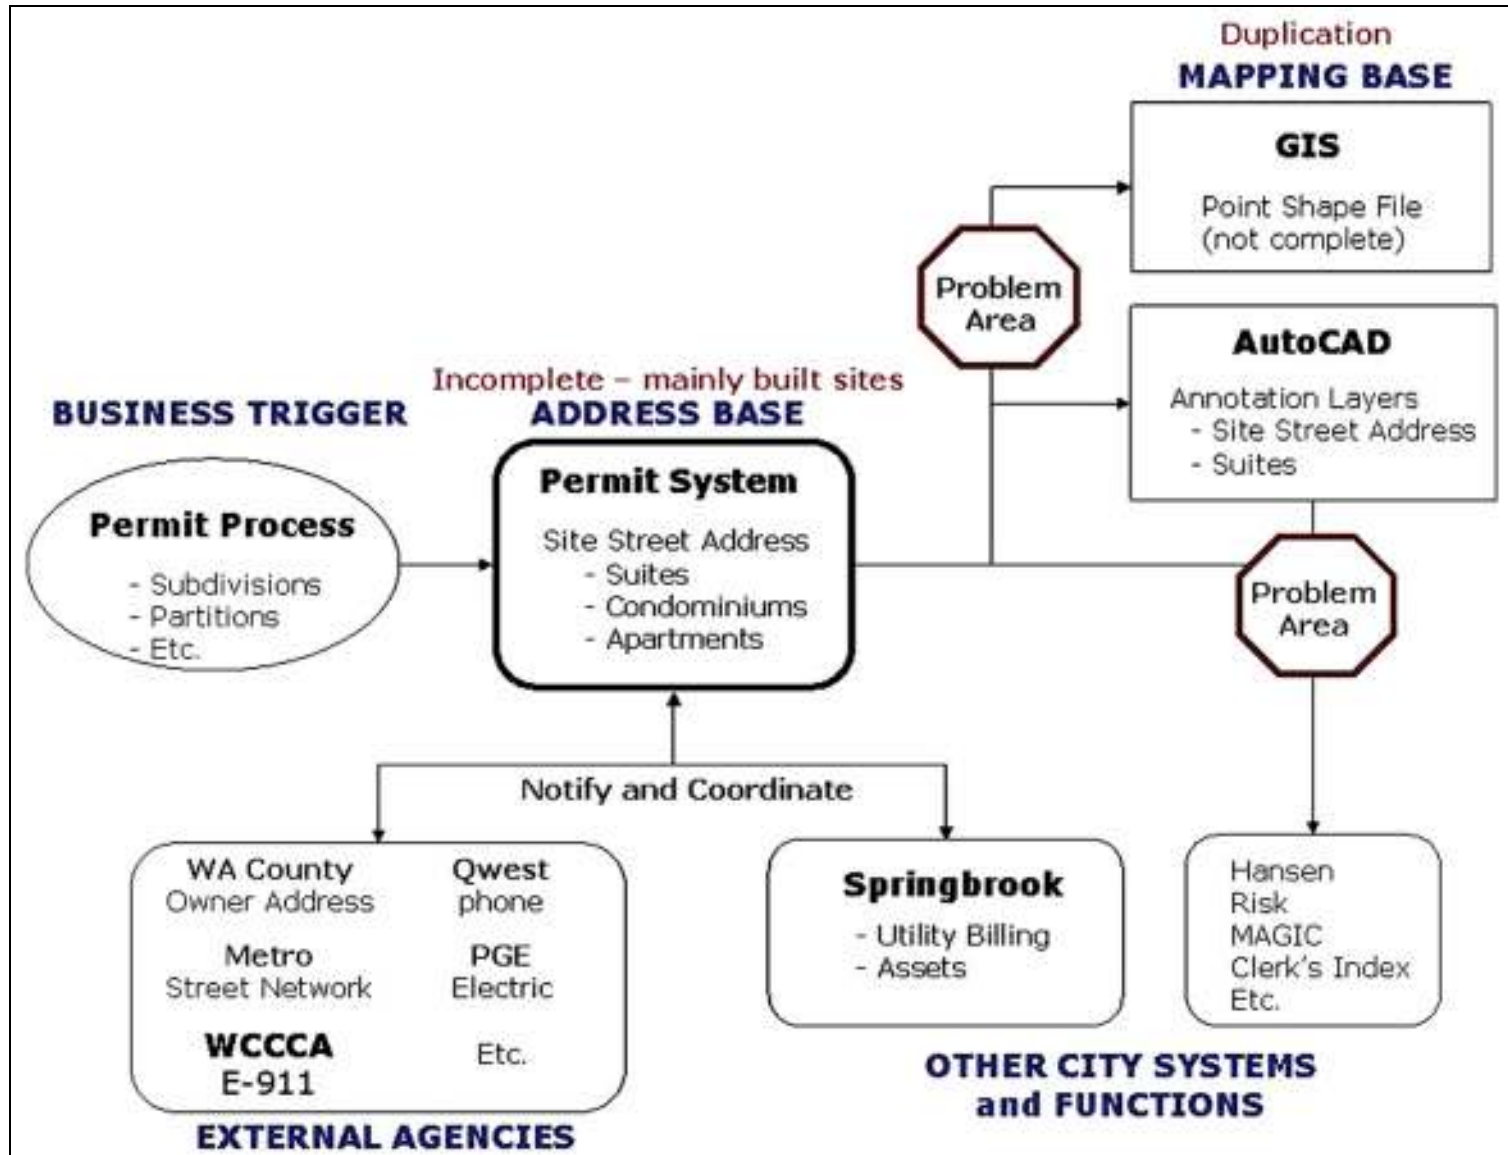 Duplication
MAPPING BASE
GIS
Point Shape File
(not complete)
Problem
Area
AutoCAD
Annotation Layers
- Site Street Address
- Suites
Incomplete – mainly built sites
BUSINESS TRIGGER
ADDRESS BASE
Permit Process
- Subdivisions
- Partitions
- Etc.
Permit System
Site Street Address
- Suites
- Condominiums
- Apartments
Problem
Area
Notify and Coordinate
WA County
Owner Address
Qwest
phone
Metro
Street Network
PGE
Electric
WCCCA
E-911
Etc.
EXTERNAL AGENCIES
Springbrook
- Utility Billing
- Assets
Hansen
Risk
MAGIC
Clerk's Index
Etc.
OTHER CITY SYSTEMS
and FUNCTIONS